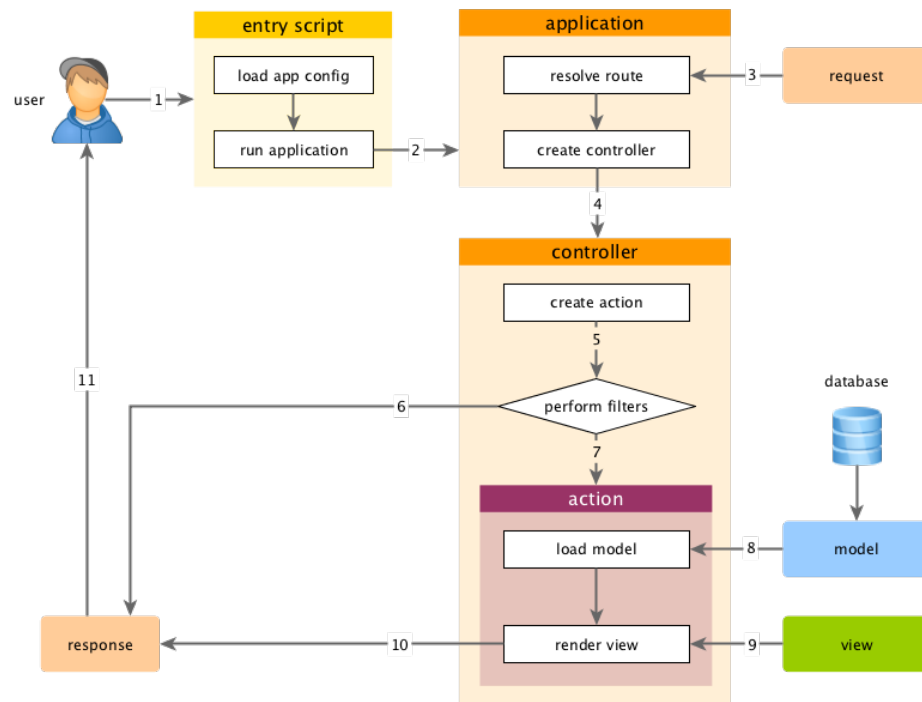 entry script
application
load app config
resolve route
3
request
user
1
run application
2
create controller
4
controller
create action
5
11
database
6
perform filters
7
action
load model
8
model
response
10
render view
9
view